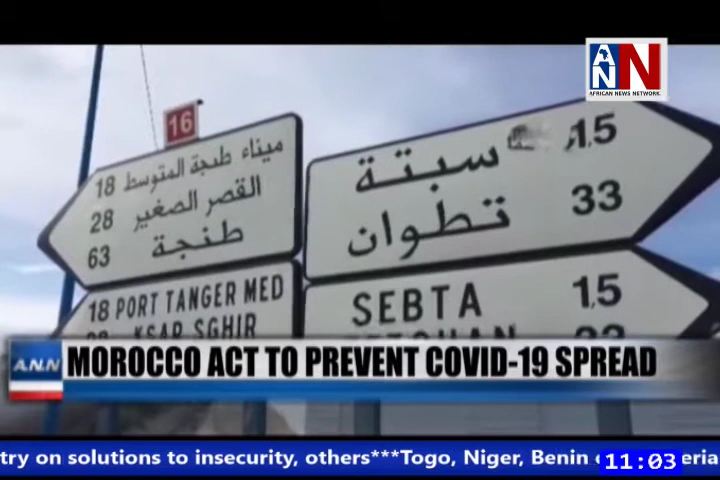 ANN
AFRICAN NEWS NETWORK
16
ميناء طنجة المتوسط 18
القصر الصغير 28
طنجة 63
18 PORT TANGER MED
KSAR SGHIR
سبتة 1,5
تطوان 33
SEBTA 1,5
A.N.N
MOROCCO ACT TO PREVENT COVID-19 SPREAD
try on solutions to insecurity, others***Togo, Niger, Benin
11:03